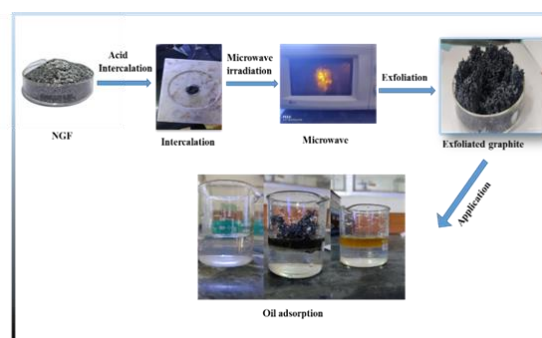 NGF
Acid
Intercalation
Intercalation
Microwave
irradiation
Microwave
Exfoliation
Exfoliated graphite
Application
Oil adsorption